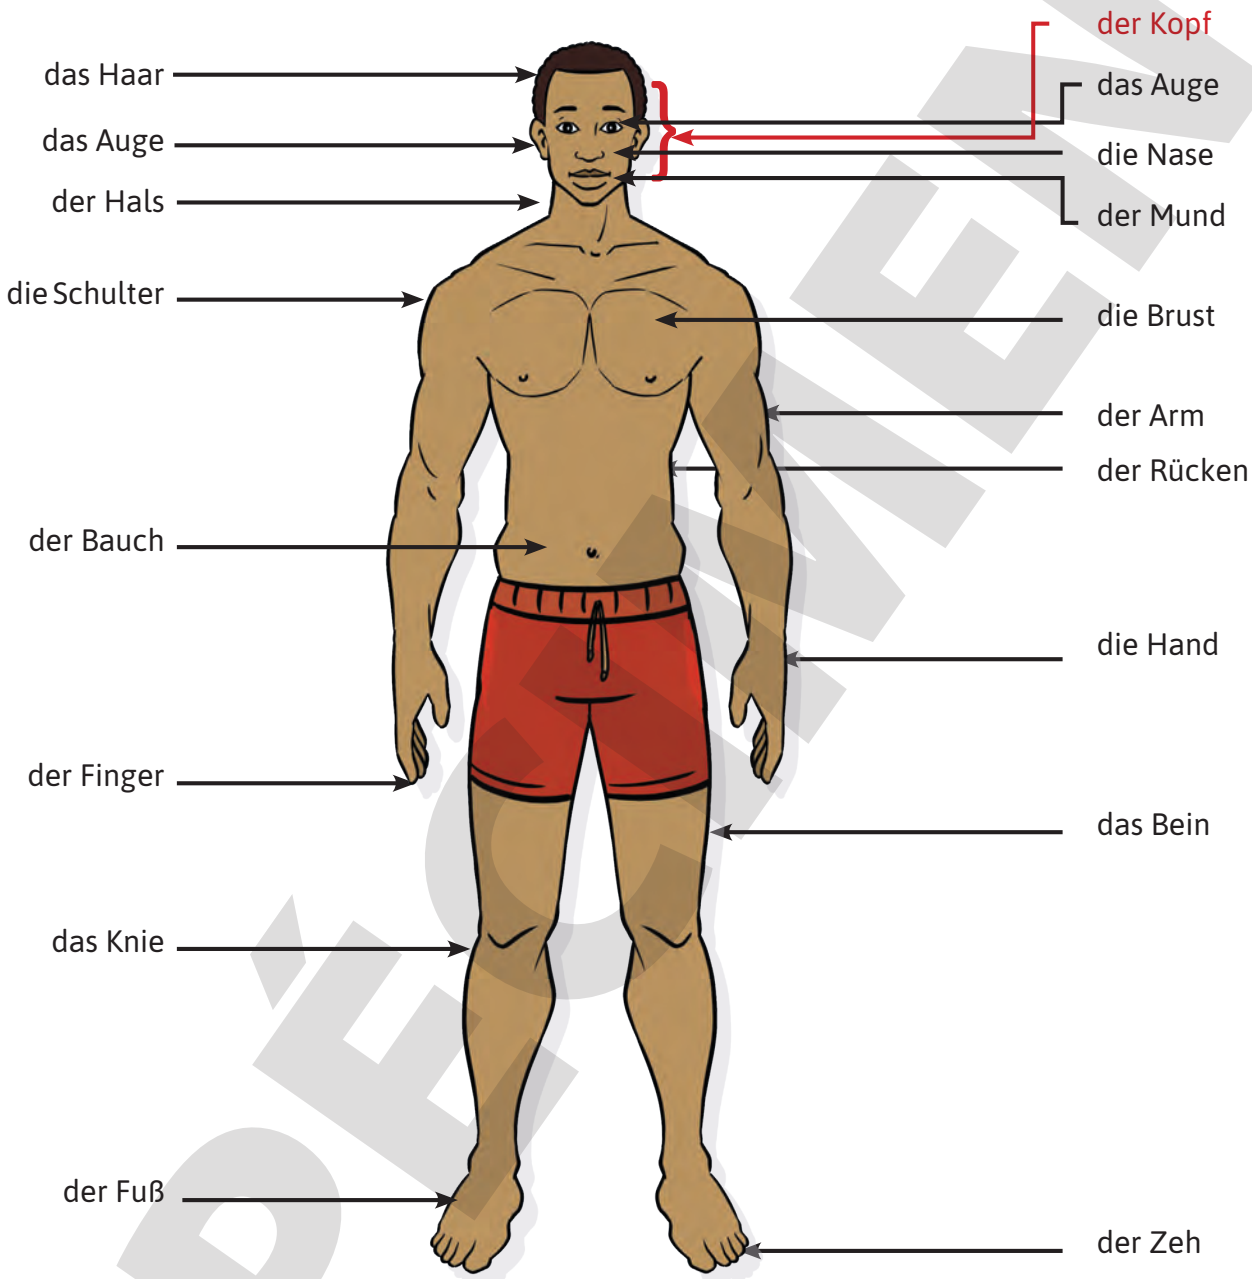 das Haar
das Auge
der Hals
die Schulter
der Bauch
der Finger
das Knie
der Fuß
der Kopf
das Auge
die Nase
der Mund
die Brust
der Arm
der Rücken
die Hand
das Bein
der Zeh
SPÉCIMEN